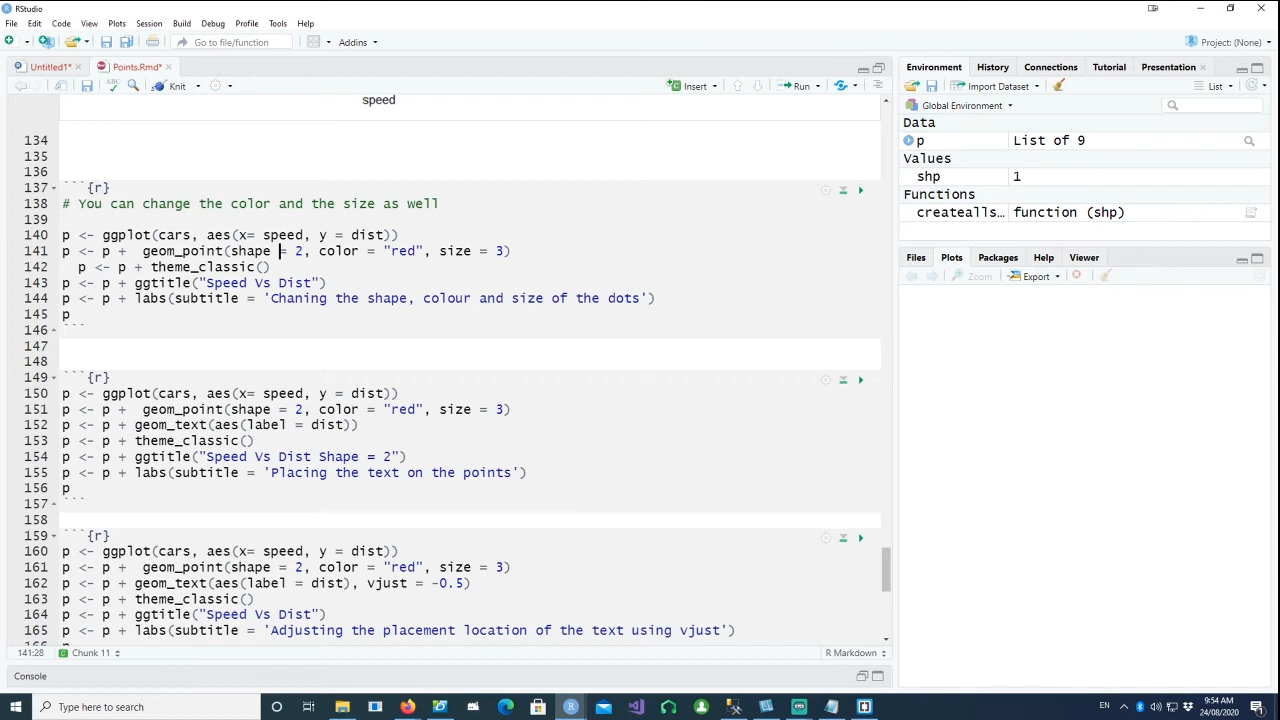 RStudio
File Edit Code View Plots Session Build Debug Profile Tools Help
Go to file/function Addins Project: (None)
Untitled1* Points.Rmd*
Knit Insert Run
speed
134
135
136
137 ```{r}
138 # You can change the color and the size as well
139
140 p <- ggplot(cars, aes(x= speed, y = dist))
141 p <- p +  geom_point(shape = 2, color = "red", size = 3)
142   p <- p + theme_classic()
143 p <- p + ggtitle("Speed Vs Dist")
144 p <- p + labs(subtitle = 'Chaning the shape, colour and size of the dots')
145 p
146 ```
147
148
149 ```{r}
150 p <- ggplot(cars, aes(x= speed, y = dist))
151 p <- p +  geom_point(shape = 2, color = "red", size = 3)
152 p <- p + geom_text(aes(label = dist))
153 p <- p + theme_classic()
154 p <- p + ggtitle("Speed Vs Dist Shape = 2")
155 p <- p + labs(subtitle = 'Placing the text on the points')
156 p
157 ```
158
159 ```{r}
160 p <- ggplot(cars, aes(x= speed, y = dist))
161 p <- p +  geom_point(shape = 2, color = "red", size = 3)
162 p <- p + geom_text(aes(label = dist), vjust = -0.5)
163 p <- p + theme_classic()
164 p <- p + ggtitle("Speed Vs Dist")
165 p <- p + labs(subtitle = 'Adjusting the placement location of the text using vjust')
141:28 Chunk 11 R Markdown
Console
Environment History Connections Tutorial Presentation
Import Dataset List
Global Environment
Data
p List of 9
Values
shp 1
Functions
createalls… function (shp)
Files Plots Packages Help Viewer
Zoom Export
Type here to search
ENG
9:54 AM
24/08/2020